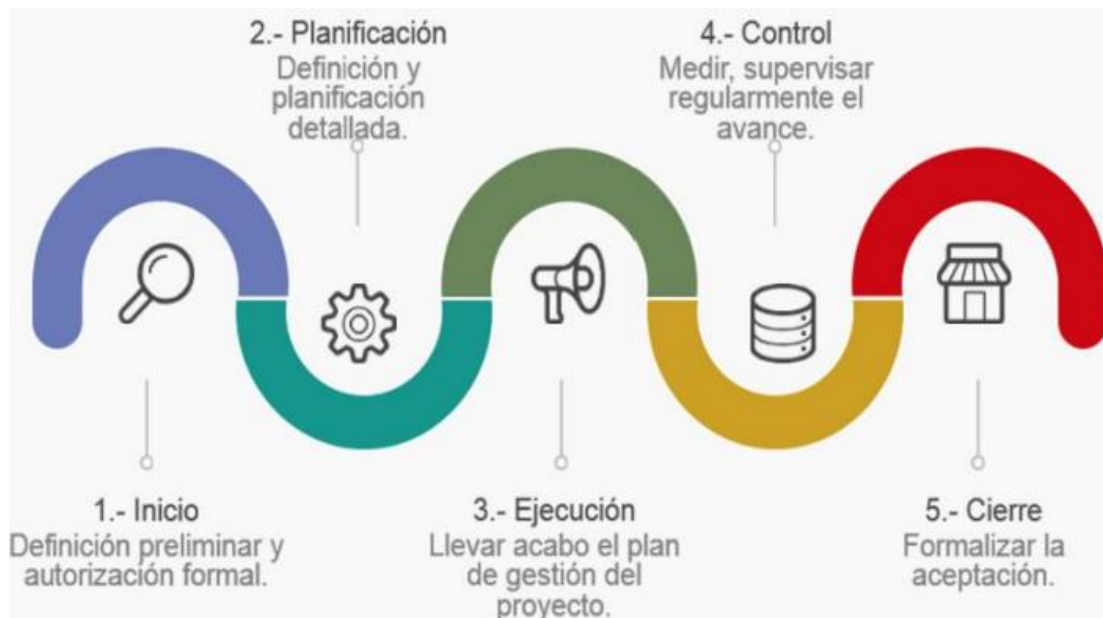 2.- Planificación
Definición y
planificación
detallada.
4.- Control
Medir, supervisar
regularmente el
avance.
1.- Inicio
Definición preliminar y
autorización formal.
3.- Ejecución
Llevar acabo el plan
de gestión del
proyecto.
5.- Cierre
Formalizar la
aceptación.